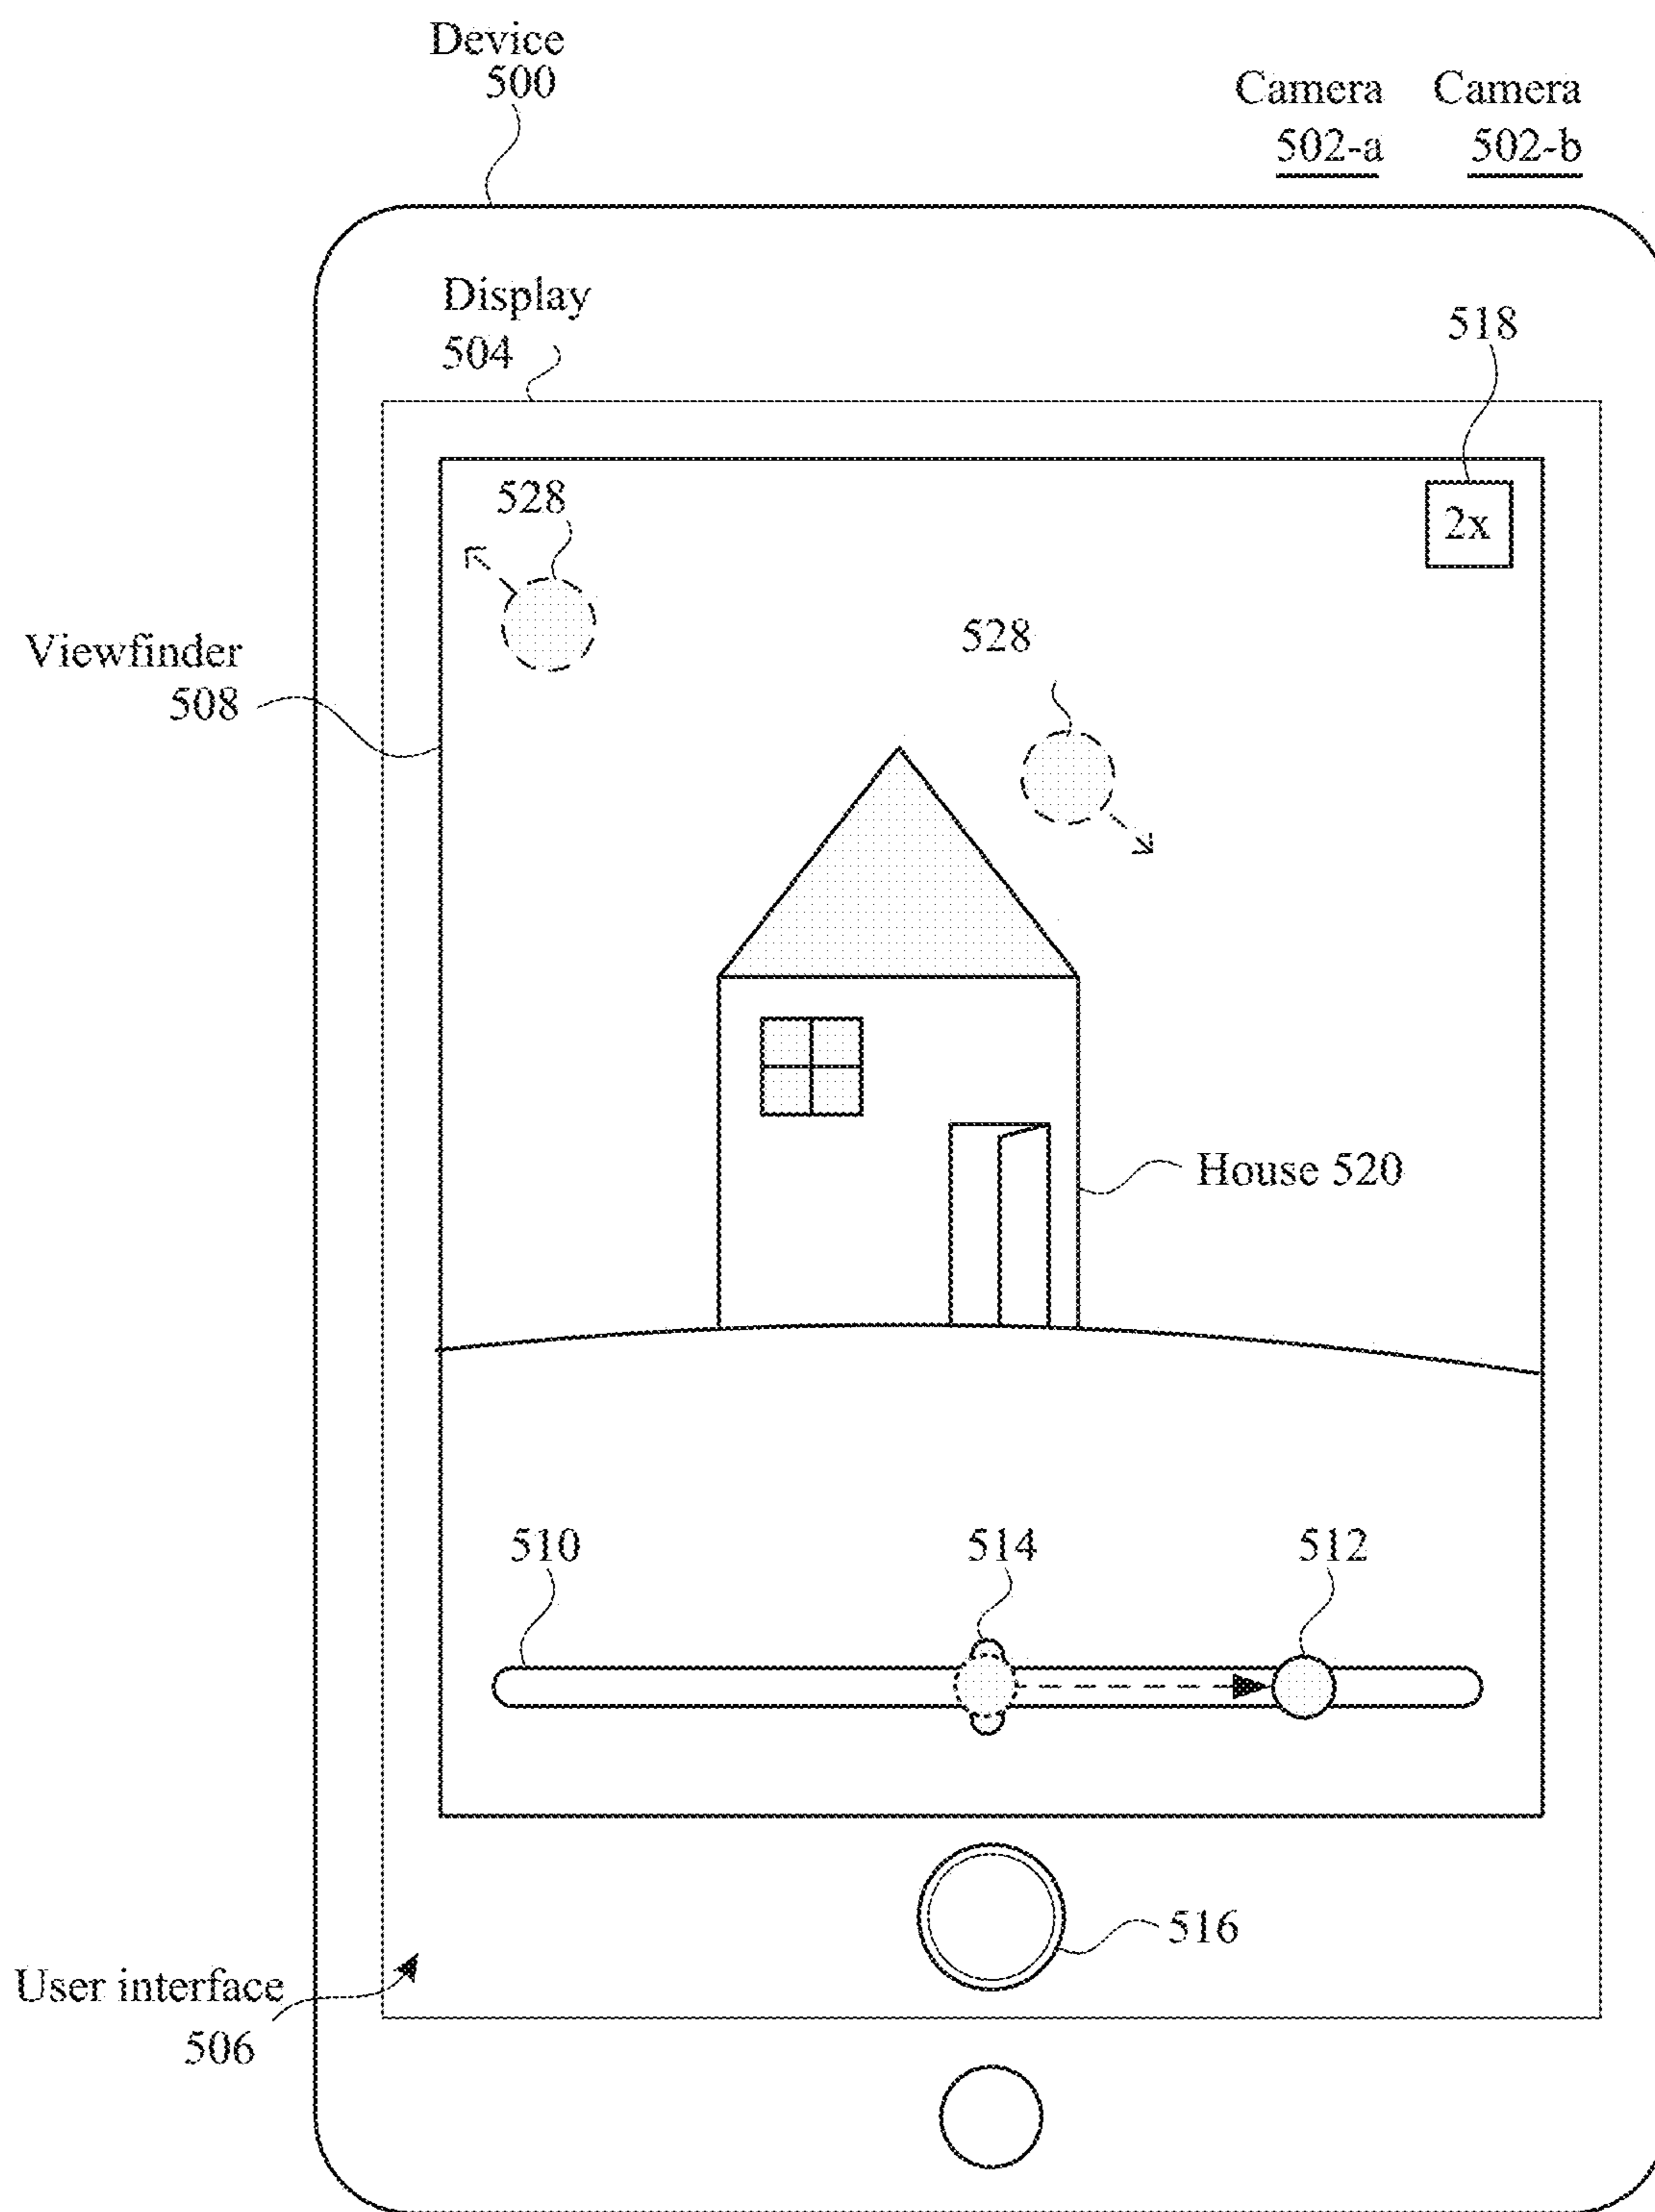 Device
500
Camera
502-a
Camera
502-b
Display
504
518
528
2x
528
Viewfinder
508
House 520
510
514
512
516
User interface
506